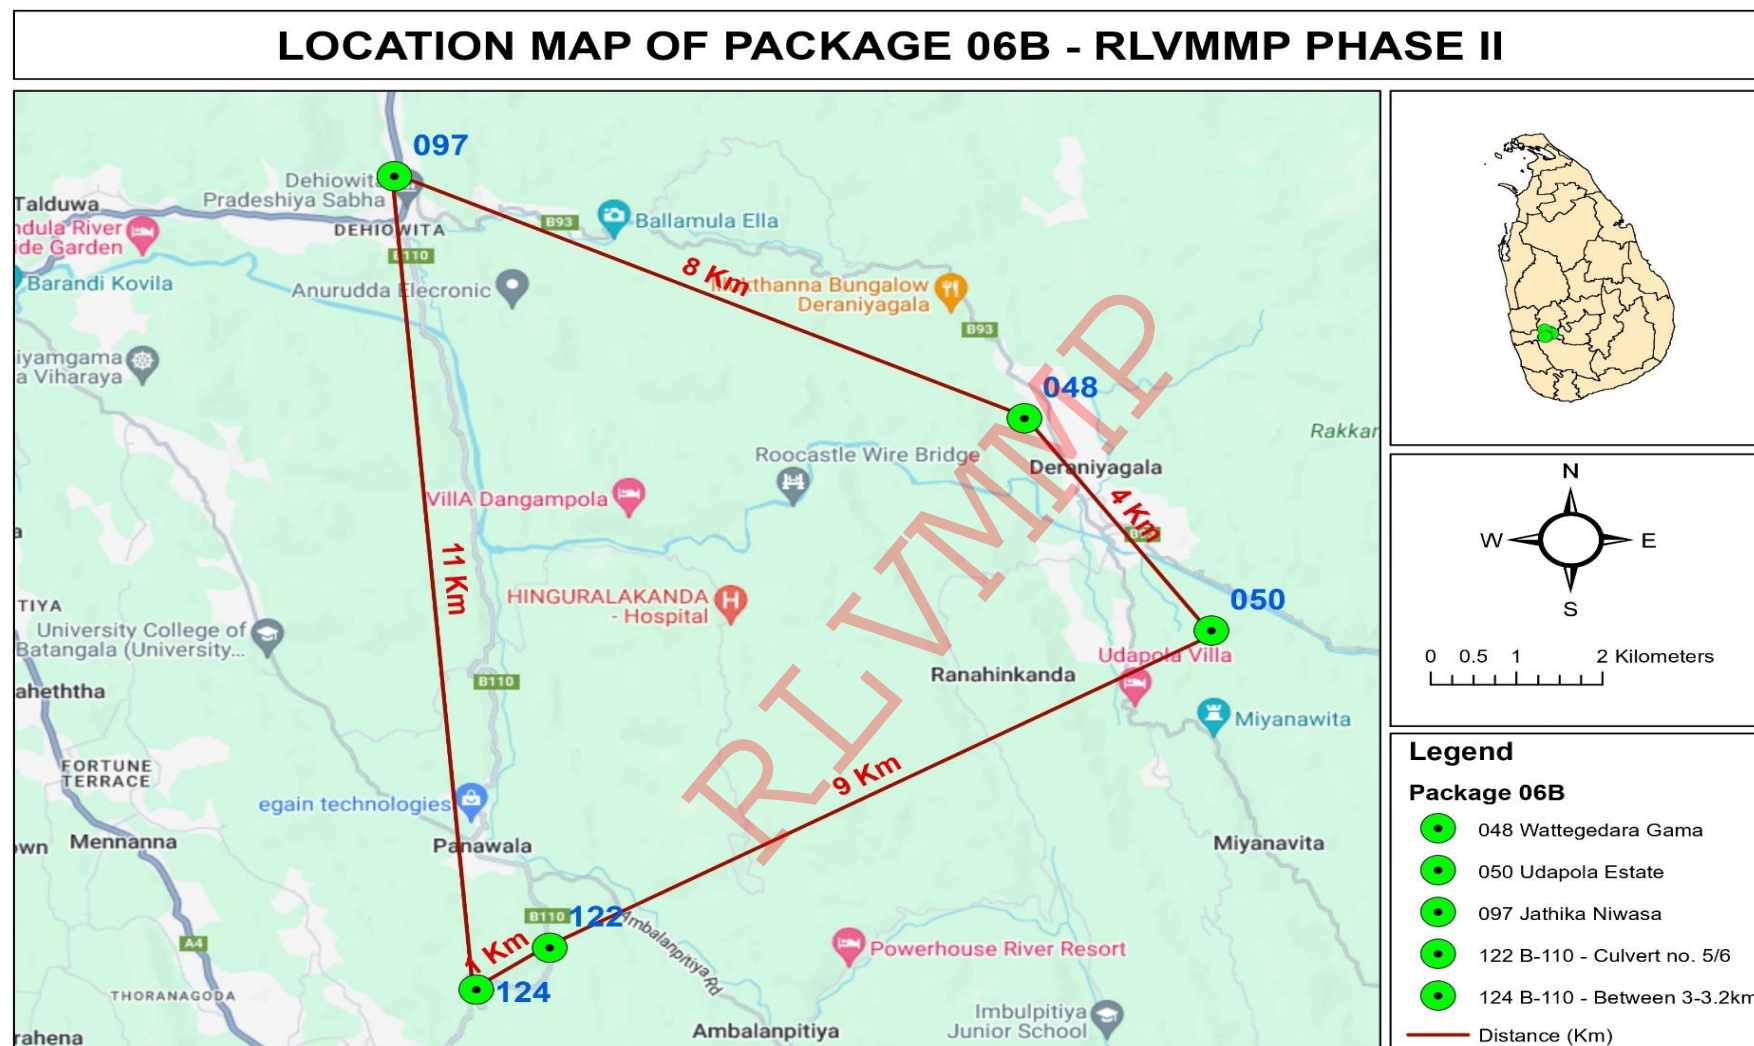 LOCATION MAP OF PACKAGE 06B - RLVMMP PHASE II
097
Dehiowita
Pradeshiya Sabha
Talduwa
ndula River
ide Garden
DEHIOWITA
B93
Ballamula Ella
B110
Barandi Kovila
Anurudda Elecronic
8 Km
kthanna Bungalow
Deraniyagala
B93
iyamgama
a Viharaya
048
Rakkar
Roocastle Wire Bridge
Deraniyagala
VillA Dangampola
4 Km
11 Km
HINGURALAKANDA
- Hospital
050
TIYA
University College of
Batangala (University...
Udapola Villa
Ranahinkanda
B110
aheththa
Miyanawita
FORTUNE
TERRACE
9 Km
egain technologies
Mennanna
own
Panawala
Miyanavita
B110
122
Ambalanpitiya Rd
A4
1 Km
Powerhouse River Resort
124
THORANAGODA
Imbulpitiya
Junior School
Ambalanpitiya
rahena
RLVMMP
N
W
E
S
0 0.5 1 2 Kilometers
Legend
Package 06B
048 Wattegedara Gama
050 Udapola Estate
097 Jathika Niwasa
122 B-110 - Culvert no. 5/6
124 B-110 - Between 3-3.2km
Distance (Km)